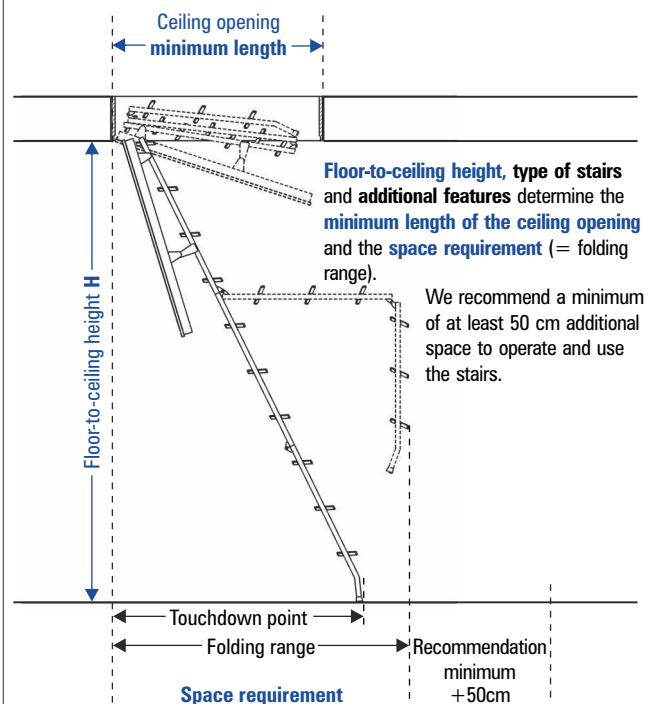 Ceiling opening
minimum length
Floor-to-ceiling height, type of stairs
and additional features determine the
minimum length of the ceiling opening
and the space requirement (= folding
range).
We recommend a minimum
of at least 50 cm additional
space to operate and use
the stairs.
Floor-to-ceiling height H
Touchdown point
Folding range
Recommendation
minimum
+50cm
Space requirement